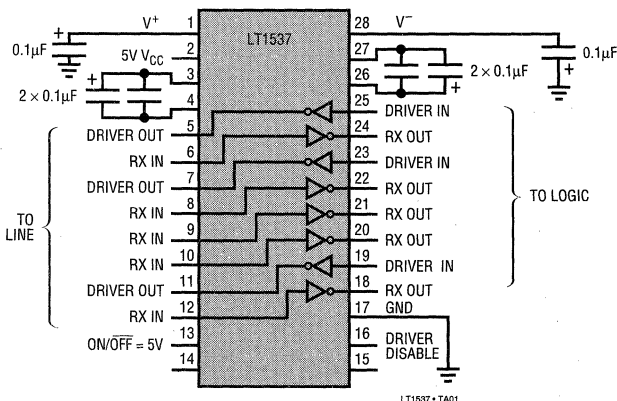 LT1537
V+ 1
0.1µF
+
5V VCC 2
3
2 × 0.1µF
+
4
DRIVER OUT 5
RX IN 6
DRIVER OUT 7
RX IN 8
RX IN 9
RX IN 10
DRIVER OUT 11
RX IN 12
13
ON/OFF = 5V
14
TO
LINE
28 V−
27
26
2 × 0.1µF
+
0.1µF
+
25 DRIVER IN
24 RX OUT
23 DRIVER IN
22 RX OUT
21 RX OUT
20 RX OUT
19 DRIVER IN
18 RX OUT
17 GND
16 DRIVER
DISABLE
15
TO LOGIC
LT1537 • TA01